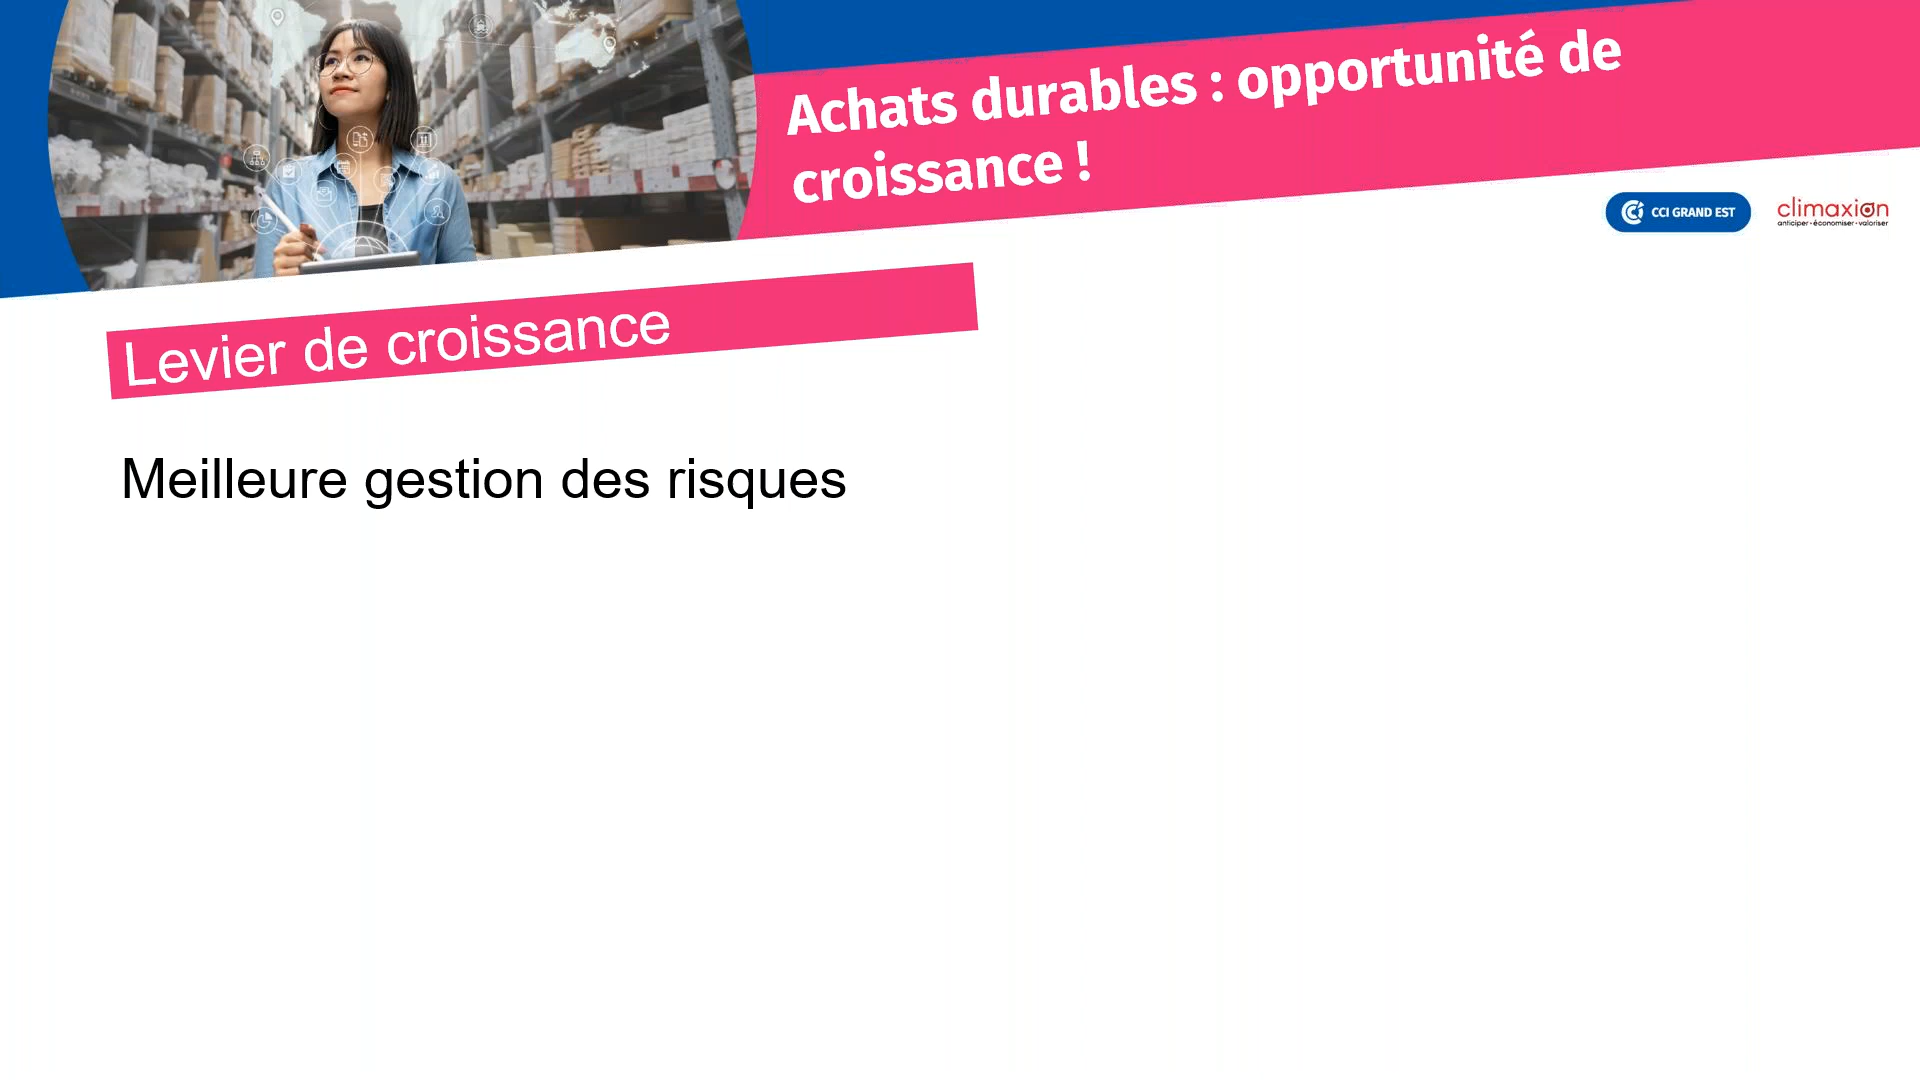 Achats durables : opportunité de
croissance !
CCI GRAND EST
climaxion
anticiper • économiser • valoriser
Levier de croissance
Meilleure gestion des risques